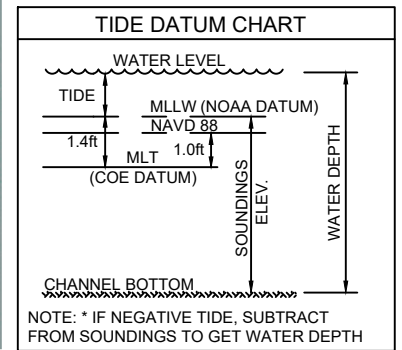 TIDE DATUM CHART
WATER LEVEL
TIDE
MLLW (NOAA DATUM)
NAVD 88
1.4ft
1.0ft
MLT
(COE DATUM)
SOUNDINGS
ELEV.
WATER DEPTH
CHANNEL BOTTOM
NOTE: * IF NEGATIVE TIDE, SUBTRACT
FROM SOUNDINGS TO GET WATER DEPTH